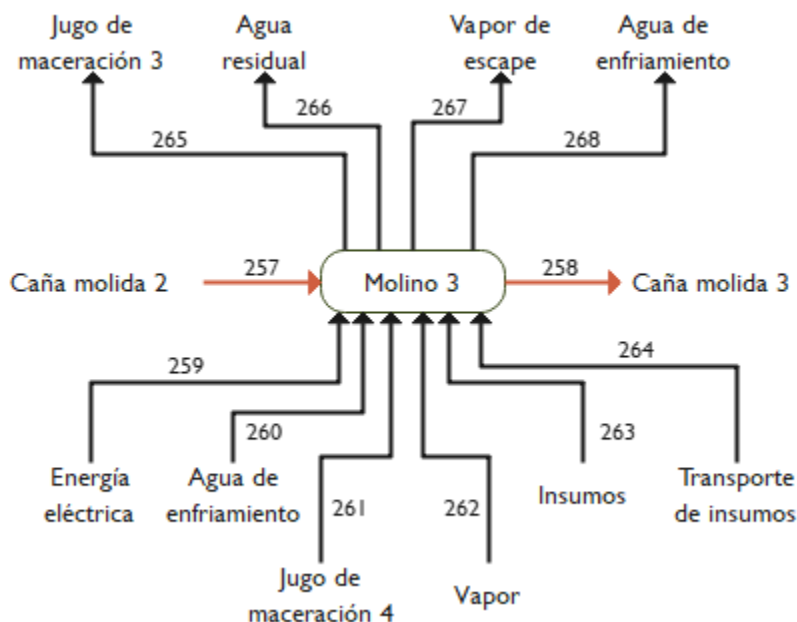 Jugo de
maceración 3
Agua
residual
Vapor de
escape
Agua de
enfriamiento
265
266
267
268
Caña molida 2
257
Molino 3
258
Caña molida 3
259
260
261
262
263
264
Energía
eléctrica
Agua de
enfriamiento
Jugo de
maceración 4
Vapor
Insumos
Transporte
de insumos